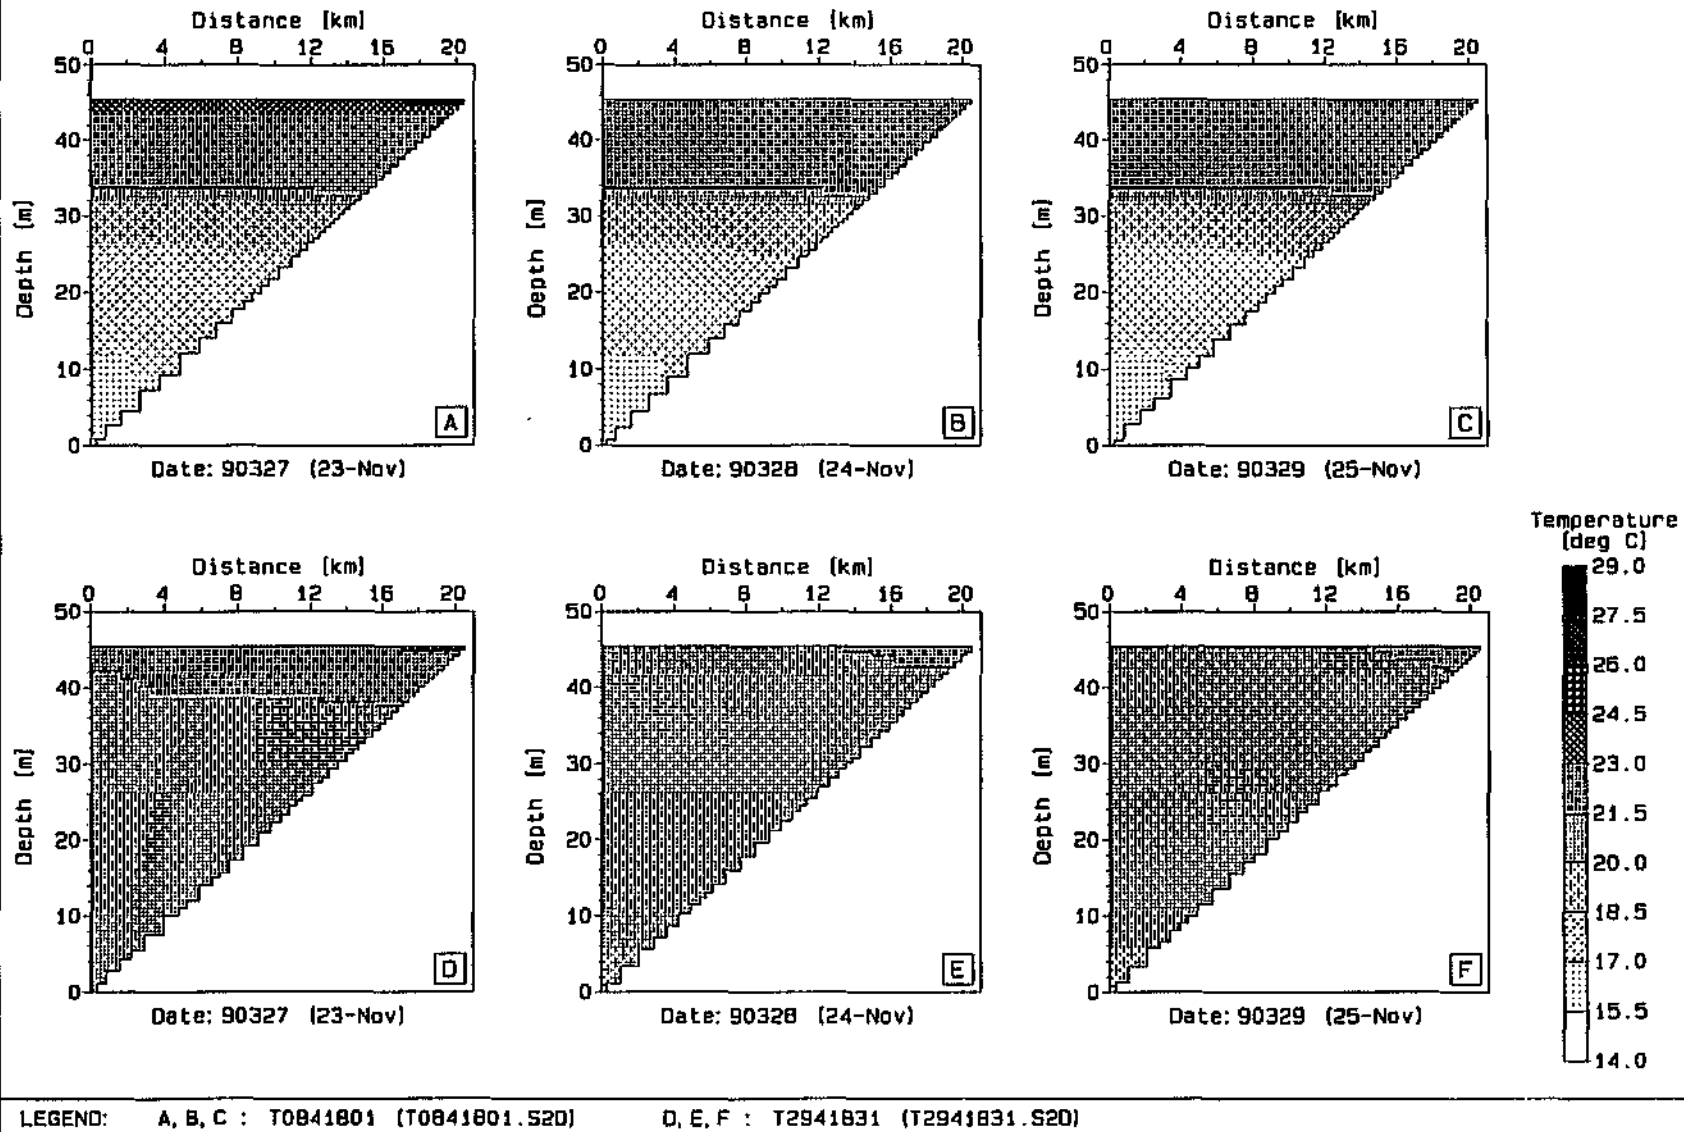 Distance [km] Distance [km] Distance [km]
0 4 8 12 16 20 0 4 8 12 16 20 0 4 8 12 16 20
50 50 50
40 40 40
30 30 30
Depth [m] Depth [m] Depth [m]
20 20 20
10 10 10
A B C
0 0 0
Date: 90327 (23-Nov) Date: 90328 (24-Nov) Date: 90329 (25-Nov)
Temperature
(deg C)
Distance [km] Distance [km] Distance [km]
29.0
0 4 8 12 16 20 0 4 8 12 16 20 0 4 8 12 16 20
50 50 50
27.5
26.0
40 40 40
24.5
30 30 30 23.0
Depth [m] Depth [m] Depth [m]
21.5
20 20 20
20.0
18.5
10 10 10
17.0
D E F
0 0 0
15.5
Date: 90327 (23-Nov) Date: 90328 (24-Nov) Date: 90329 (25-Nov)
14.0
LEGEND: A, B, C : T0841801 (T0841801.S20) D, E, F : T2941831 (T2941831.S20)